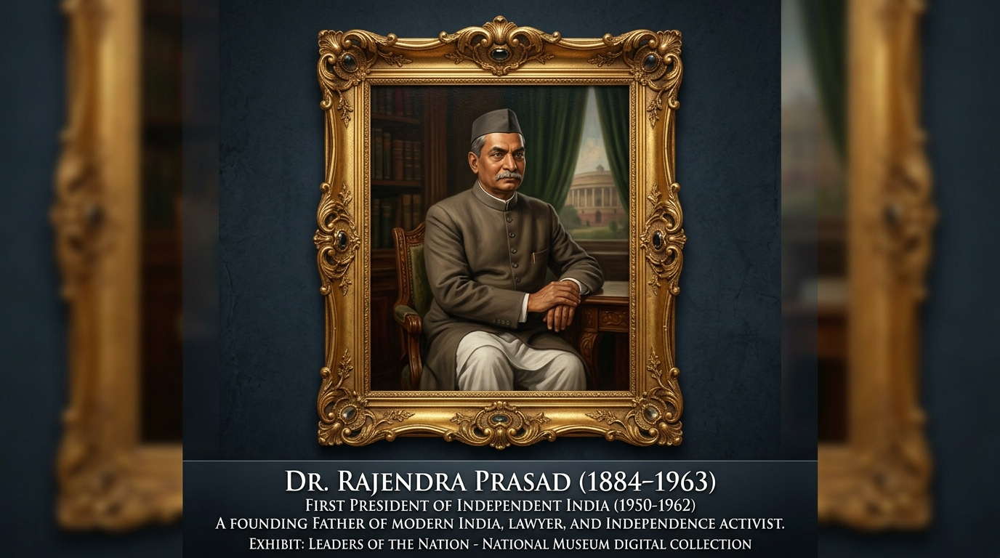 Dr. Rajendra Prasad (1884–1963)
First President of Independent India (1950-1962)
A founding Father of modern India, lawyer, and Independence activist.
Exhibit: Leaders of the Nation - National Museum digital collection